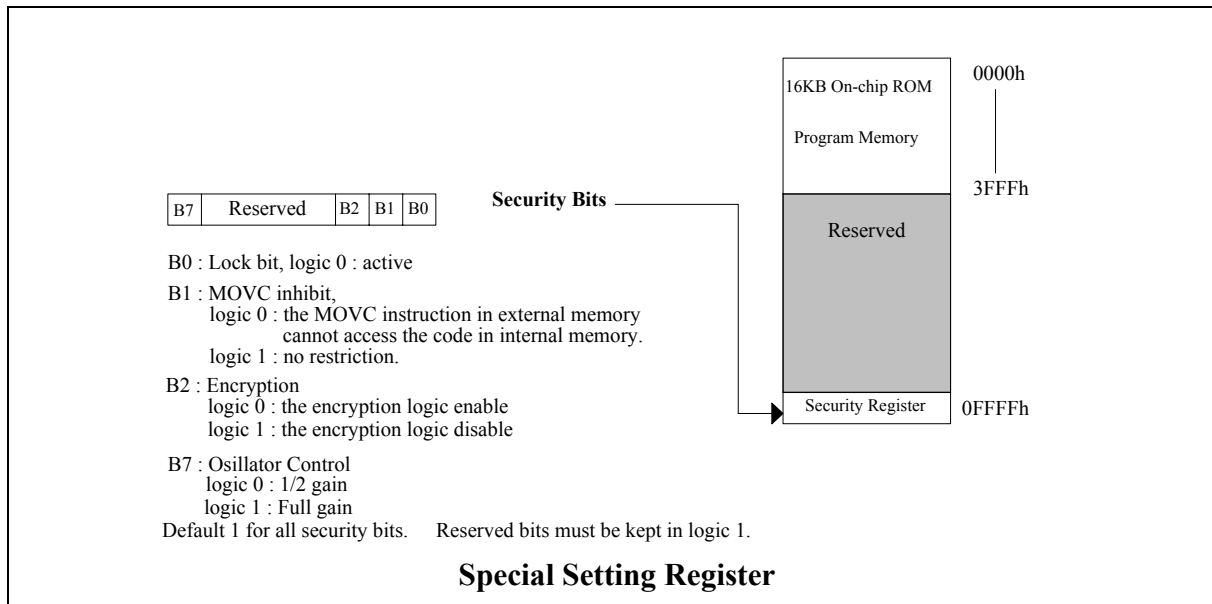 16KB On-chip ROM
Program Memory
0000h
3FFFh
Reserved
Security Register
0FFFFh
B7 Reserved B2 B1 B0
Security Bits
B0 : Lock bit, logic 0 : active
B1 : MOVC inhibit,
logic 0 : the MOVC instruction in external memory
cannot access the code in internal memory.
logic 1 : no restriction.
B2 : Encryption
logic 0 : the encryption logic enable
logic 1 : the encryption logic disable
B7 : Osillator Control
logic 0 : 1/2 gain
logic 1 : Full gain
Default 1 for all security bits. Reserved bits must be kept in logic 1.
Special Setting Register